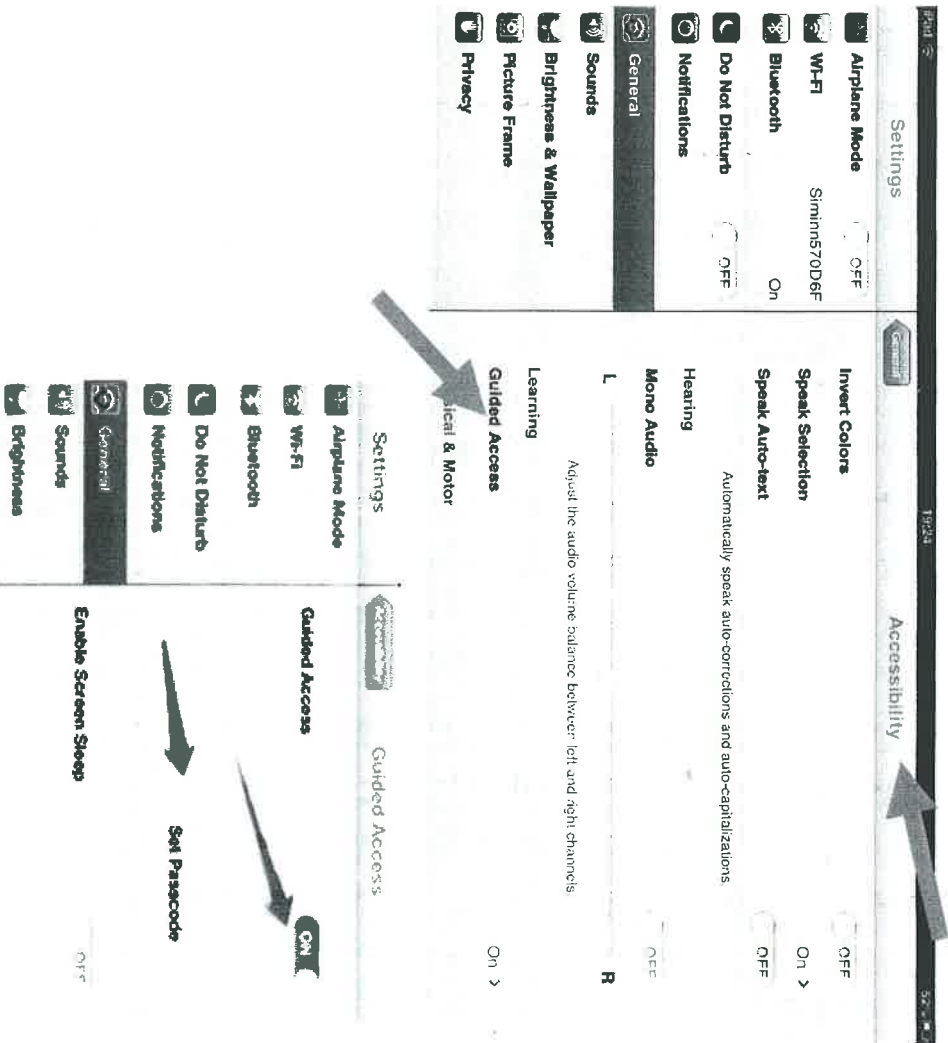 iPad 19:24 52
Settings
General
Accessibility
Airplane Mode OFF
Wi-Fi Siminn570D6F
Bluetooth On
Do Not Disturb OFF
Notifications
General
Sounds
Brightness & Wallpaper
Picture Frame
Privacy
Invert Colors OFF
Speak Selection On >
Speak Auto-text OFF
Automatically speak auto-corrections and auto-capitalizations.
Hearing
Mono Audio OFF
L R
Adjust the audio volume balance between left and right channels.
Learning
Guided Access On >
ical & Motor
Settings
Accessibility
Guided Access
Airplane Mode
Wi-Fi
Bluetooth
Do Not Disturb
Notifications
General
Sounds
Brightness
Guided Access ON
Set Passcode
Enable Screen Sleep OFF